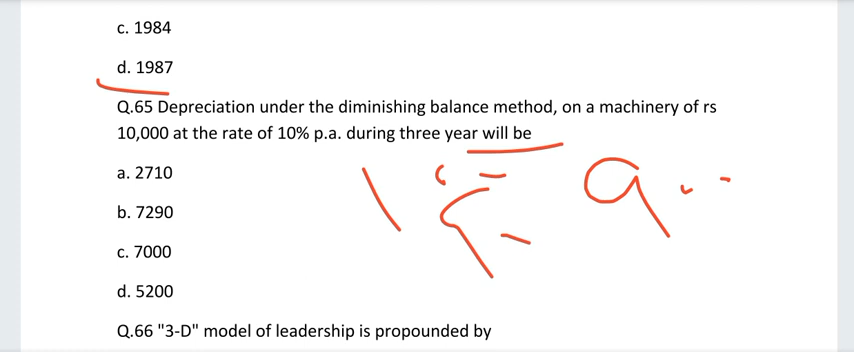 c. 1984
d. 1987
Q.65 Depreciation under the diminishing balance method, on a machinery of rs
10,000 at the rate of 10% p.a. during three year will be
a. 2710
b. 7290
c. 7000
d. 5200
Q.66 "3-D" model of leadership is propounded by